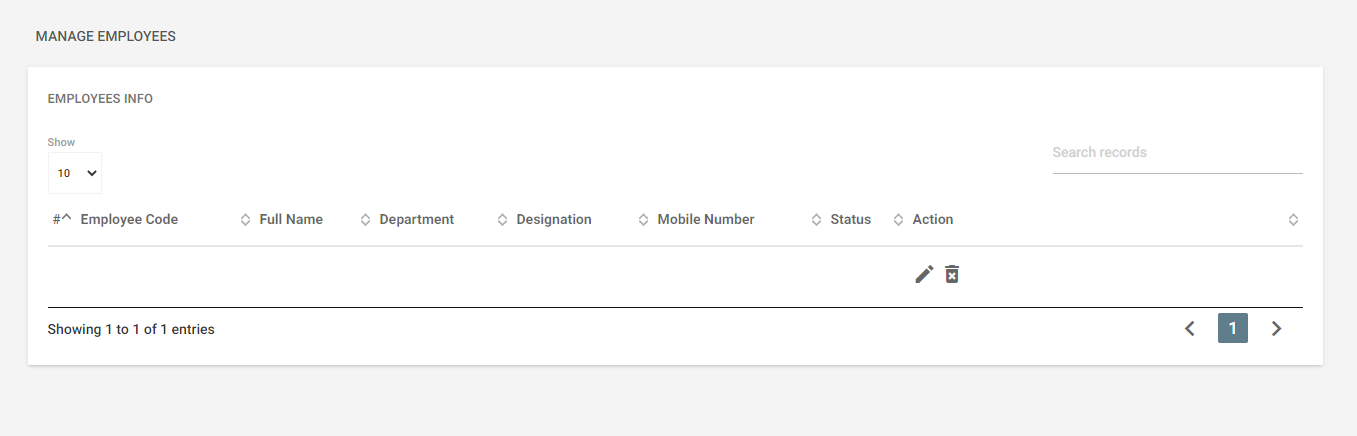 MANAGE EMPLOYEES
EMPLOYEES INFO
Show
10
Search records
# Employee Code Full Name Department Designation Mobile Number Status Action
Showing 1 to 1 of 1 entries
1